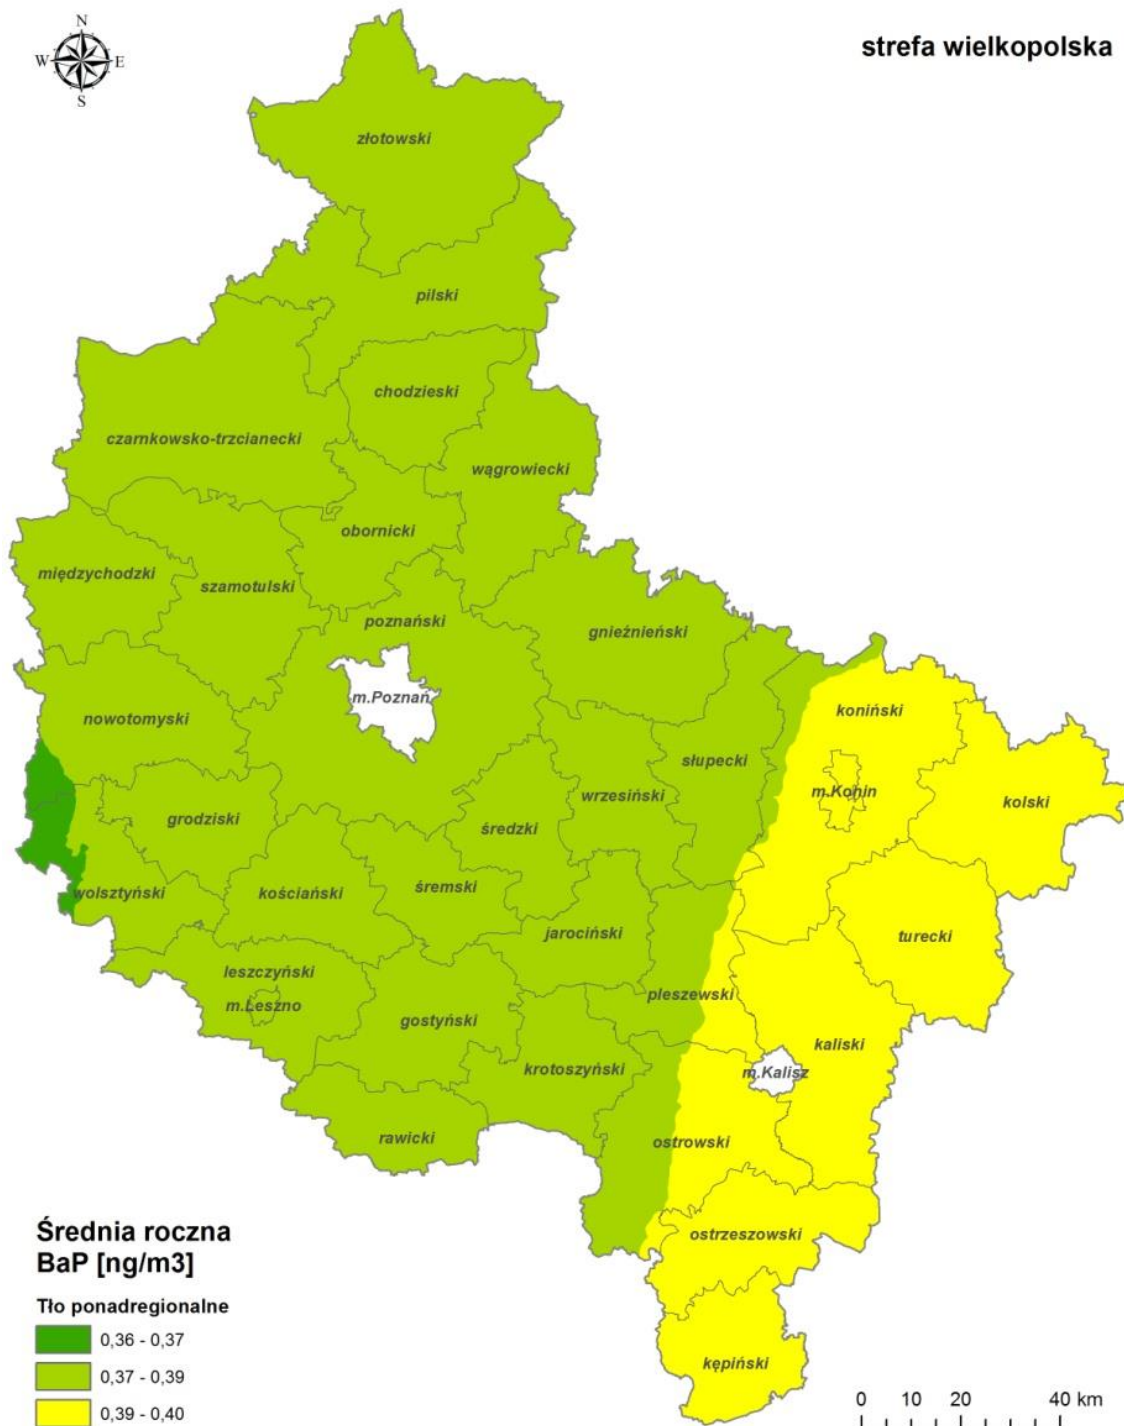 N
strefa wielkopolska
W E
S
złotowski
pilski
chodzieski
czarnkowsko-trzcianecki
wągrowiecki
obornicki
międzychodzki
szamotulski
poznański
gnieźnieński
m.Poznań
nowotomyski
koniński
słupecki
m.Konin
wrzesiński
kolski
grodziski
średzki
śremski
wolsztyński
kościański
jarociński
turecki
leszczyński
pleszewski
m.Leszno
gostyński
kaliski
krotoszyński
m.Kalisz
rawicki
ostrowski
ostrzeszowski
kępiński
Średnia roczna
BaP [ng/m3]
Tło ponadregionalne
0,36 - 0,37
0,37 - 0,39
0,39 - 0,40
0 10 20 40 km